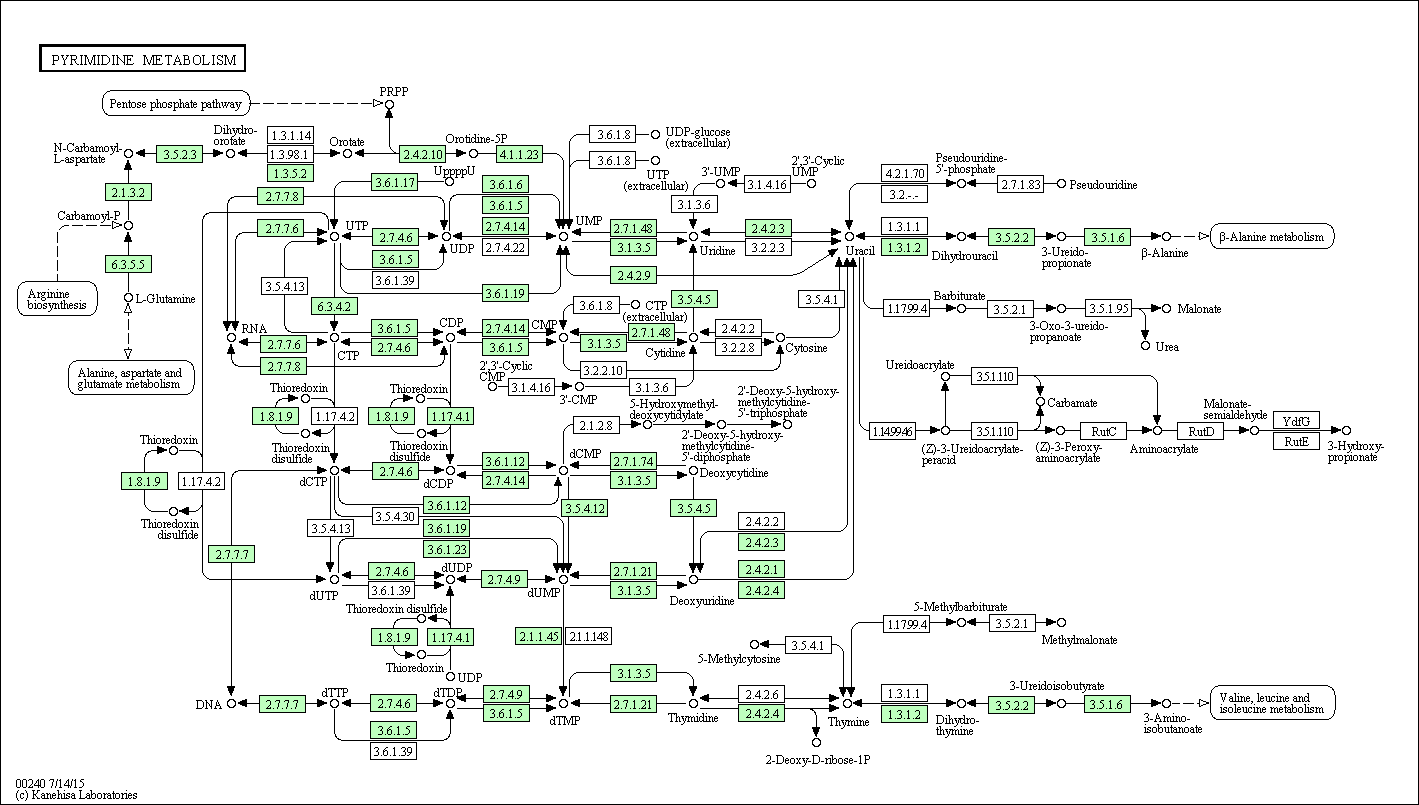 PYRIMIDINE METABOLISM
Pentose phosphate pathway
PRPP
N-Carbamoyl-
L-aspartate
3.5.2.3
Dihydro-
orotate
1.3.1.14
1.3.98.1
1.3.5.2
Orotate
2.4.2.10
Orotidine-5P
4.1.1.23
3.6.1.8
UDP-glucose
(extracellular)
3.6.1.8
UTP
(extracellular)
3'-UMP
3.1.4.16
2',3'-Cyclic
UMP
3.1.3.6
4.2.1.70
3.2.-.-
Pseudouridine-
5'-phosphate
2.7.1.83
Pseudouridine
2.1.3.2
Carbamoyl-P
6.3.5.5
L-Glutamine
Arginine
biosynthesis
Alanine, aspartate and
glutamate metabolism
2.7.7.8
3.6.1.17
UppppU
3.6.1.6
3.6.1.5
2.7.7.6
UTP
2.7.4.6
3.6.1.5
3.6.1.39
UDP
2.7.4.14
2.7.4.22
UMP
2.7.1.48
3.1.3.5
Uridine
2.4.2.3
3.2.2.3
Uracil
1.3.1.1
1.3.1.2
Dihydrouracil
3.5.2.2
3-Ureido-
propionate
3.5.1.6
β-Alanine
β-Alanine metabolism
2.4.2.9
3.5.4.13
6.3.4.2
3.6.1.19
3.6.1.8
CTP
(extracellular)
3.5.4.5
3.5.4.1
1.1.99.4
Barbiturate
3.5.2.1
3-Oxo-3-ureido-
propanoate
3.5.1.95
Malonate
Urea
RNA
2.7.7.6
2.7.7.8
CTP
3.6.1.5
2.7.4.6
CDP
2.7.4.14
3.6.1.5
CMP
3.1.3.5
2.7.1.48
Cytidine
2.4.2.2
3.2.2.8
Cytosine
3.2.2.10
2',3'-Cyclic
CMP
3.1.4.16
3'-CMP
3.1.3.6
Ureidoacrylate
3.5.1.110
Carbamate
1.14.99.46
(Z)-3-Ureidoacrylate-
peracid
3.5.1.110
(Z)-3-Peroxy-
aminoacrylate
RutC
Aminoacrylate
RutD
Malonate-
semialdehyde
YdfG
RutE
3-Hydroxy-
propionate
Thioredoxin
1.8.1.9
1.17.4.2
Thioredoxin
disulfide
Thioredoxin
1.8.1.9
1.17.4.1
Thioredoxin
disulfide
Thioredoxin
1.8.1.9
1.17.4.2
Thioredoxin
disulfide
2.1.2.8
5-Hydroxymethyl-
deoxycytidylate
2'-Deoxy-5-hydroxy-
methylcytidine-
5'-diphosphate
2'-Deoxy-5-hydroxy-
methylcytidine-
5'-triphosphate
dCTP
2.7.4.6
dCDP
3.6.1.12
2.7.4.14
dCMP
2.7.1.74
3.1.3.5
Deoxycytidine
3.6.1.12
3.5.4.30
3.5.4.13
3.6.1.19
3.6.1.23
3.5.4.12
3.5.4.5
2.4.2.2
2.4.2.3
2.7.7.7
dUTP
2.7.4.6
3.6.1.39
dUDP
2.7.4.9
dUMP
2.7.1.21
3.1.3.5
Deoxyuridine
2.4.2.1
2.4.2.4
Thioredoxin disulfide
1.8.1.9
1.17.4.1
Thioredoxin
UDP
2.1.1.45
2.1.1.148
5-Methylcytosine
3.5.4.1
1.1.99.4
5-Methylbarbiturate
3.5.2.1
Methylmalonate
DNA
2.7.7.7
dTTP
2.7.4.6
3.6.1.5
3.6.1.39
dTDP
2.7.4.9
3.6.1.5
dTMP
3.1.3.5
2.7.1.21
Thymidine
2.4.2.6
2.4.2.4
2-Deoxy-D-ribose-1P
Thymine
1.3.1.1
1.3.1.2
Dihydro-
thymine
3.5.2.2
3-Ureidoisobutyrate
3.5.1.6
3-Amino-
isobutanoate
Valine, leucine and
isoleucine metabolism
00240 7/14/15
(c) Kanehisa Laboratories